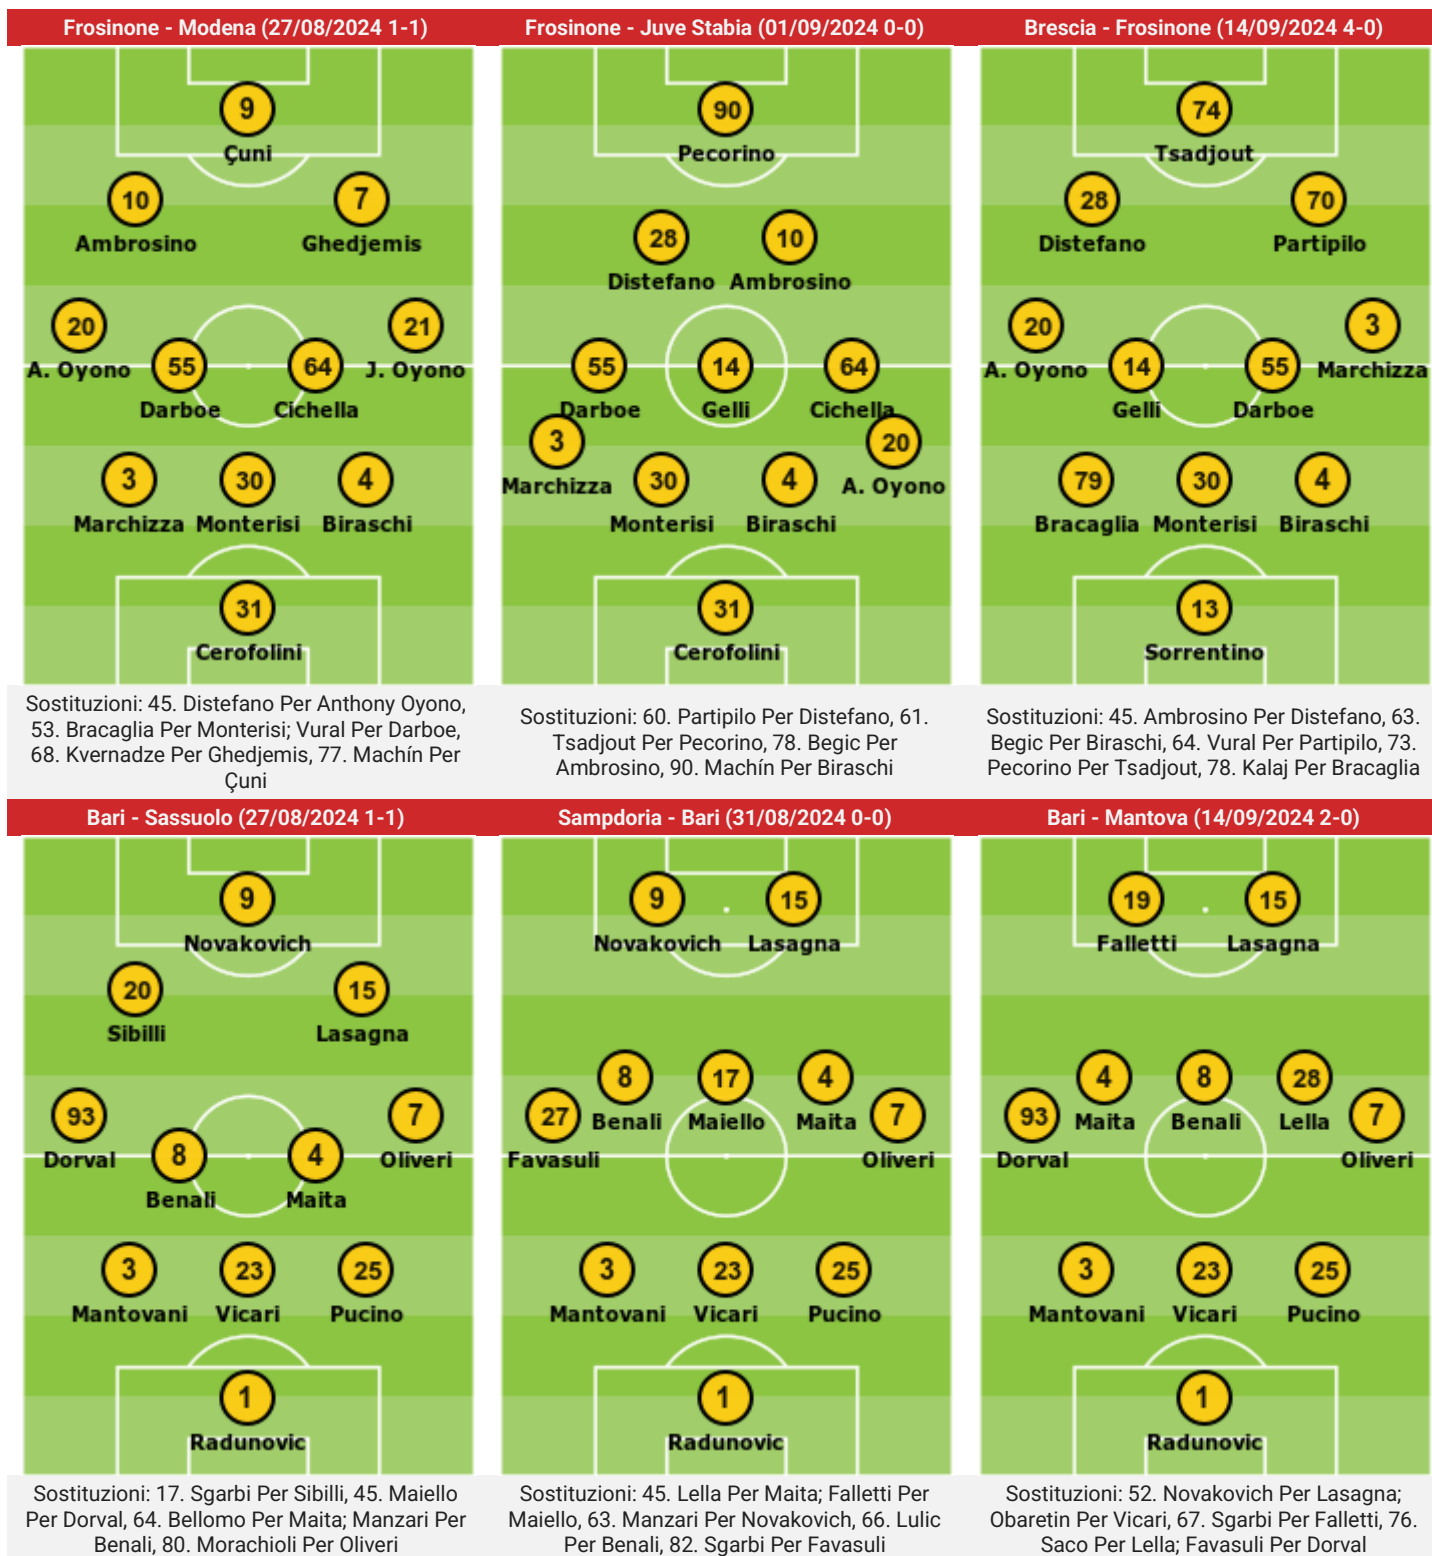 Frosinone - Modena (27/08/2024 1-1)
9
Çuni
10
7
Ambrosino
Ghedjemis
20
21
A. Oyono
55
64
J. Oyono
Darboe
Cichella
3
30
4
Marchizza
Monterisi
Biraschi
31
Cerofolini
Sostituzioni: 45. Distefano Per Anthony Oyono,
53. Bracaglia Per Monterisi; Vural Per Darboe,
68. Kvernadze Per Ghedjemis, 77. Machín Per
Çuni
Frosinone - Juve Stabia (01/09/2024 0-0)
90
Pecorino
28
10
Distefano
Ambrosino
55
14
64
Darboe
Gelli
Cichella
3
20
Marchizza
30
4
A. Oyono
Monterisi
Biraschi
31
Cerofolini
Sostituzioni: 60. Partipilo Per Distefano, 61.
Tsadjout Per Pecorino, 78. Begic Per
Ambrosino, 90. Machín Per Biraschi
Brescia - Frosinone (14/09/2024 4-0)
74
Tsadjout
28
70
Distefano
Partipilo
20
3
A. Oyono
14
55
Marchizza
Gelli
Darboe
79
30
4
Bracaglia
Monterisi
Biraschi
13
Sorrentino
Sostituzioni: 45. Ambrosino Per Distefano, 63.
Begic Per Biraschi, 64. Vural Per Partipilo, 73.
Pecorino Per Tsadjout, 78. Kalaj Per Bracaglia
Bari - Sassuolo (27/08/2024 1-1)
9
Novakovich
20
15
Sibilli
Lasagna
93
7
Dorval
8
4
Oliveri
Benali
Maita
3
23
25
Mantovani
Vicari
Pucino
1
Radunovic
Sostituzioni: 17. Sgarbi Per Sibilli, 45. Maiello
Per Dorval, 64. Bellomo Per Maita; Manzari Per
Benali, 80. Morachioli Per Oliveri
Sampdoria - Bari (31/08/2024 0-0)
9
15
Novakovich
Lasagna
8
17
4
27
Benali
Maiello
Maita
7
Favasuli
Oliveri
3
23
25
Mantovani
Vicari
Pucino
1
Radunovic
Sostituzioni: 45. Lella Per Maita; Falletti Per
Maiello, 63. Manzari Per Novakovich, 66. Lulic
Per Benali, 82. Sgarbi Per Favasuli
Bari - Mantova (14/09/2024 2-0)
19
15
Falletti
Lasagna
4
8
28
93
Maita
Benali
Lella
7
Dorval
Oliveri
3
23
25
Mantovani
Vicari
Pucino
1
Radunovic
Sostituzioni: 52. Novakovich Per Lasagna;
Obaretin Per Vicari, 67. Sgarbi Per Falletti, 76.
Saco Per Lella; Favasuli Per Dorval